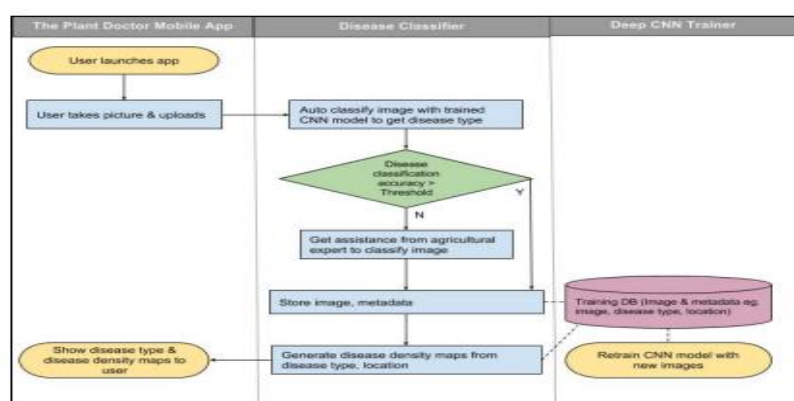 The Plant Doctor Mobile App
Disease Classifier
Deep CNN Trainer
User launches app
User takes picture & uploads
Auto classify image with trained
CNN model to get disease type
Disease
classification
accuracy >
Threshold
Y
N
Get assistance from agricultural
expert to classify image
Store image, metadata
Training DB (Image & metadata eg.
image, disease type, location)
Show disease type &
disease density maps to
user
Generate disease density maps from
disease type, location
Retrain CNN model with
new images